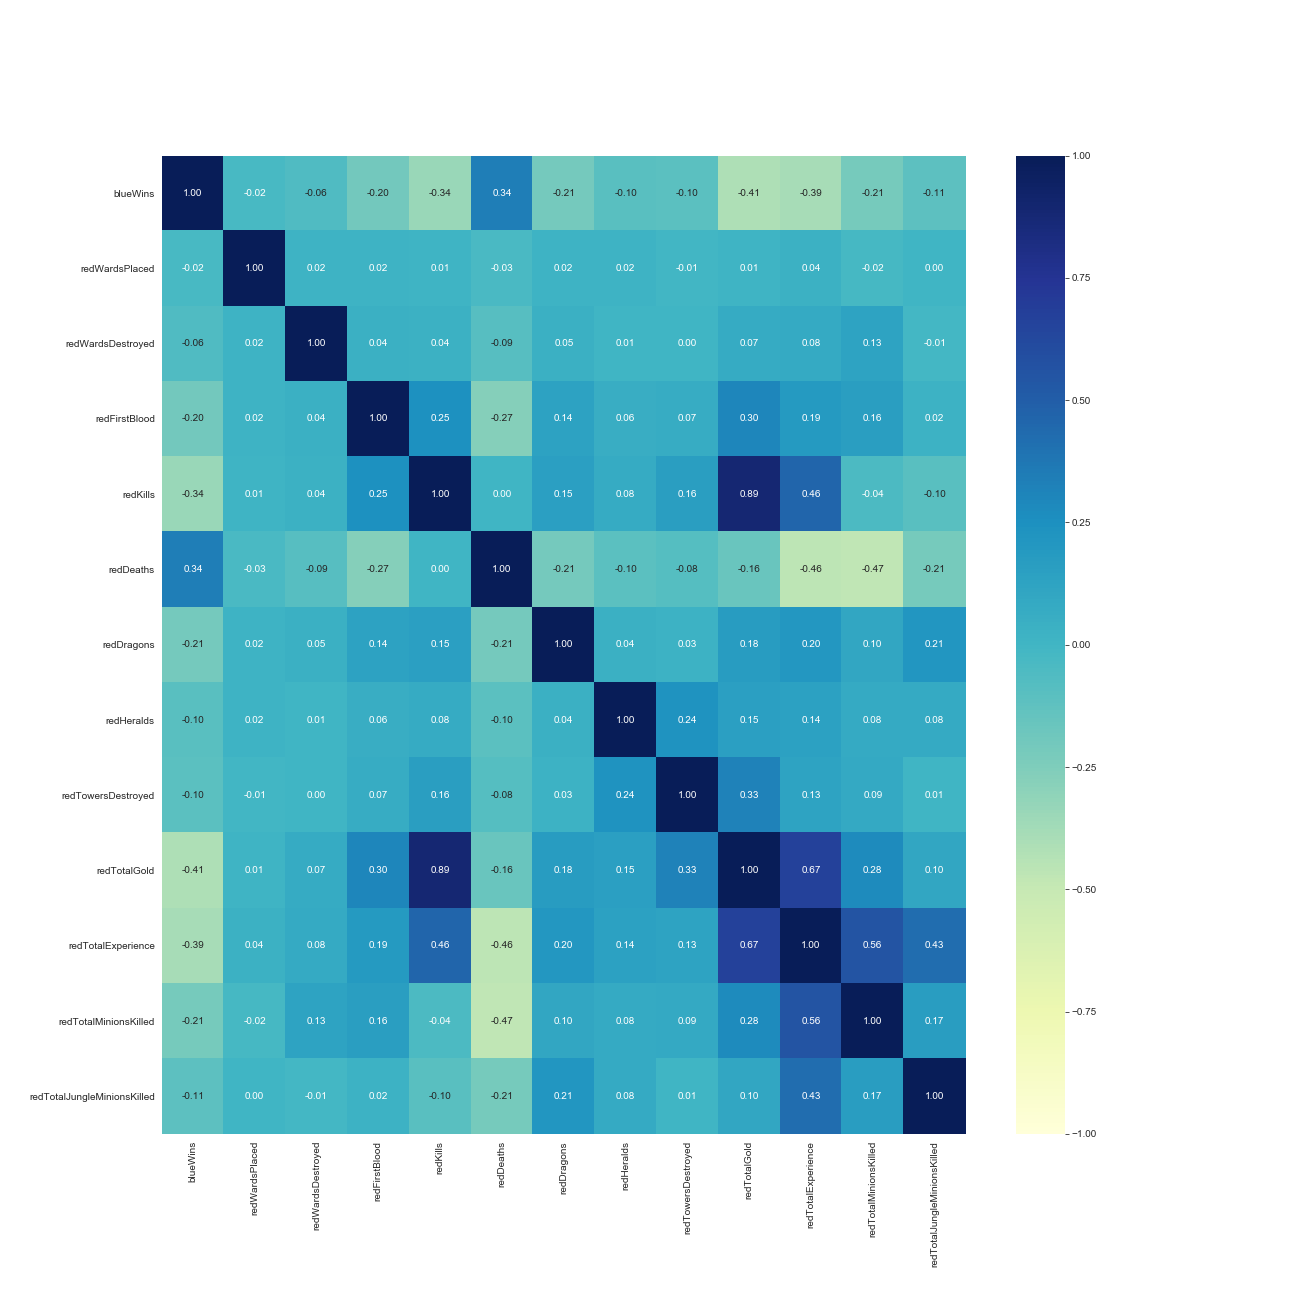 blueWins 1.00 -0.02 -0.06 -0.20 -0.34 0.34 -0.21 -0.10 -0.10 -0.41 -0.39 -0.21 -0.11
redWardsPlaced -0.02 1.00 0.02 0.02 0.01 -0.03 0.02 0.02 -0.01 0.01 0.04 -0.02 0.00
redWardsDestroyed -0.06 0.02 1.00 0.04 0.04 -0.09 0.05 0.01 0.00 0.07 0.08 0.13 -0.01
redFirstBlood -0.20 0.02 0.04 1.00 0.25 -0.27 0.14 0.06 0.07 0.30 0.19 0.16 0.02
redKills -0.34 0.01 0.04 0.25 1.00 0.00 0.15 0.08 0.16 0.89 0.46 -0.04 -0.10
redDeaths 0.34 -0.03 -0.09 -0.27 0.00 1.00 -0.21 -0.10 -0.08 -0.16 -0.46 -0.47 -0.21
redDragons -0.21 0.02 0.05 0.14 0.15 -0.21 1.00 0.04 0.03 0.18 0.20 0.10 0.21
redHeralds -0.10 0.02 0.01 0.06 0.08 -0.10 0.04 1.00 0.24 0.15 0.14 0.08 0.08
redTowersDestroyed -0.10 -0.01 0.00 0.07 0.16 -0.08 0.03 0.24 1.00 0.33 0.13 0.09 0.01
redTotalGold -0.41 0.01 0.07 0.30 0.89 -0.16 0.18 0.15 0.33 1.00 0.67 0.28 0.10
redTotalExperience -0.39 0.04 0.08 0.19 0.46 -0.46 0.20 0.14 0.13 0.67 1.00 0.56 0.43
redTotalMinionsKilled -0.21 -0.02 0.13 0.16 -0.04 -0.47 0.10 0.08 0.09 0.28 0.56 1.00 0.17
redTotalJungleMinionsKilled -0.11 0.00 -0.01 0.02 -0.10 -0.21 0.21 0.08 0.01 0.10 0.43 0.17 1.00
blueWins
redWardsPlaced
redWardsDestroyed
redFirstBlood
redKills
redDeaths
redDragons
redHeralds
redTowersDestroyed
redTotalGold
redTotalExperience
redTotalMinionsKilled
redTotalJungleMinionsKilled
1.00
0.75
0.50
0.25
0.00
−0.25
−0.50
−0.75
−1.00